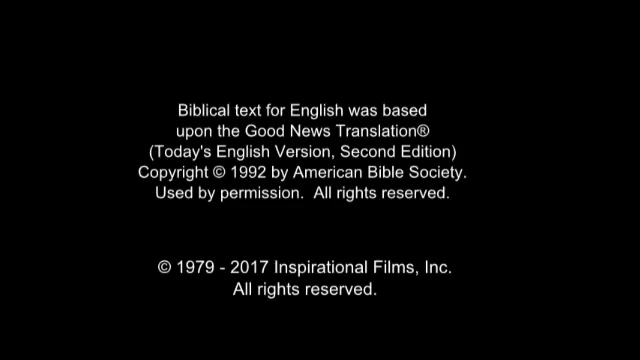 Biblical text for English was based
upon the Good News Translation®
(Today's English Version, Second Edition)
Copyright © 1992 by American Bible Society.
Used by permission.  All rights reserved.
© 1979 - 2017 Inspirational Films, Inc.
All rights reserved.